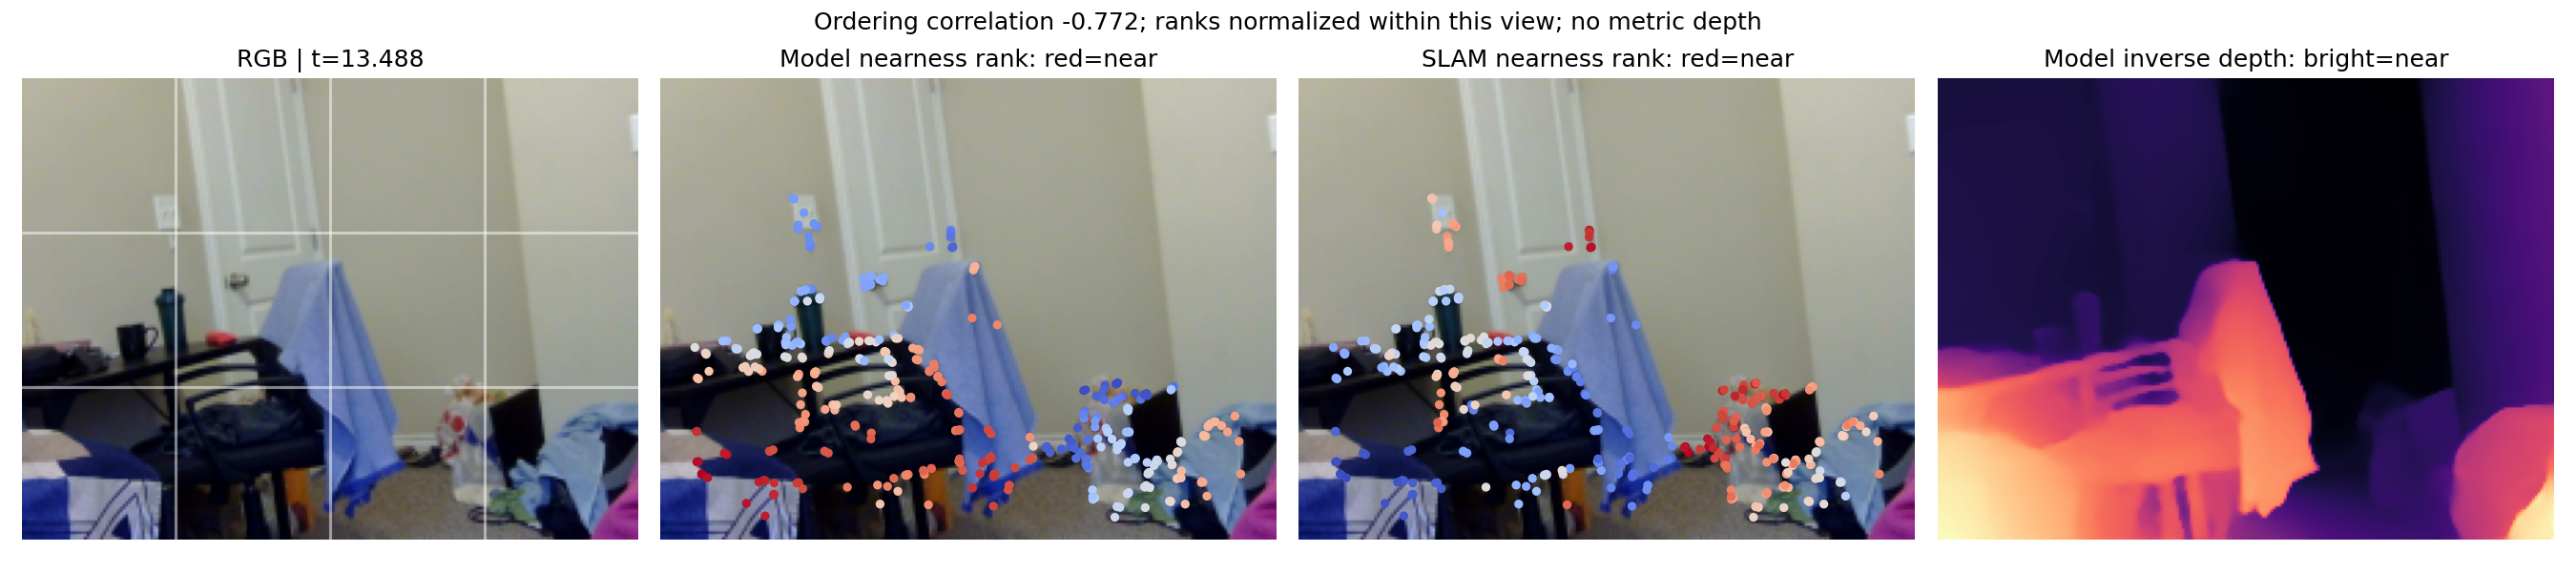 Ordering correlation -0.772; ranks normalized within this view; no metric depth
RGB | t=13.488
Model nearness rank: red=near
SLAM nearness rank: red=near
Model inverse depth: bright=near